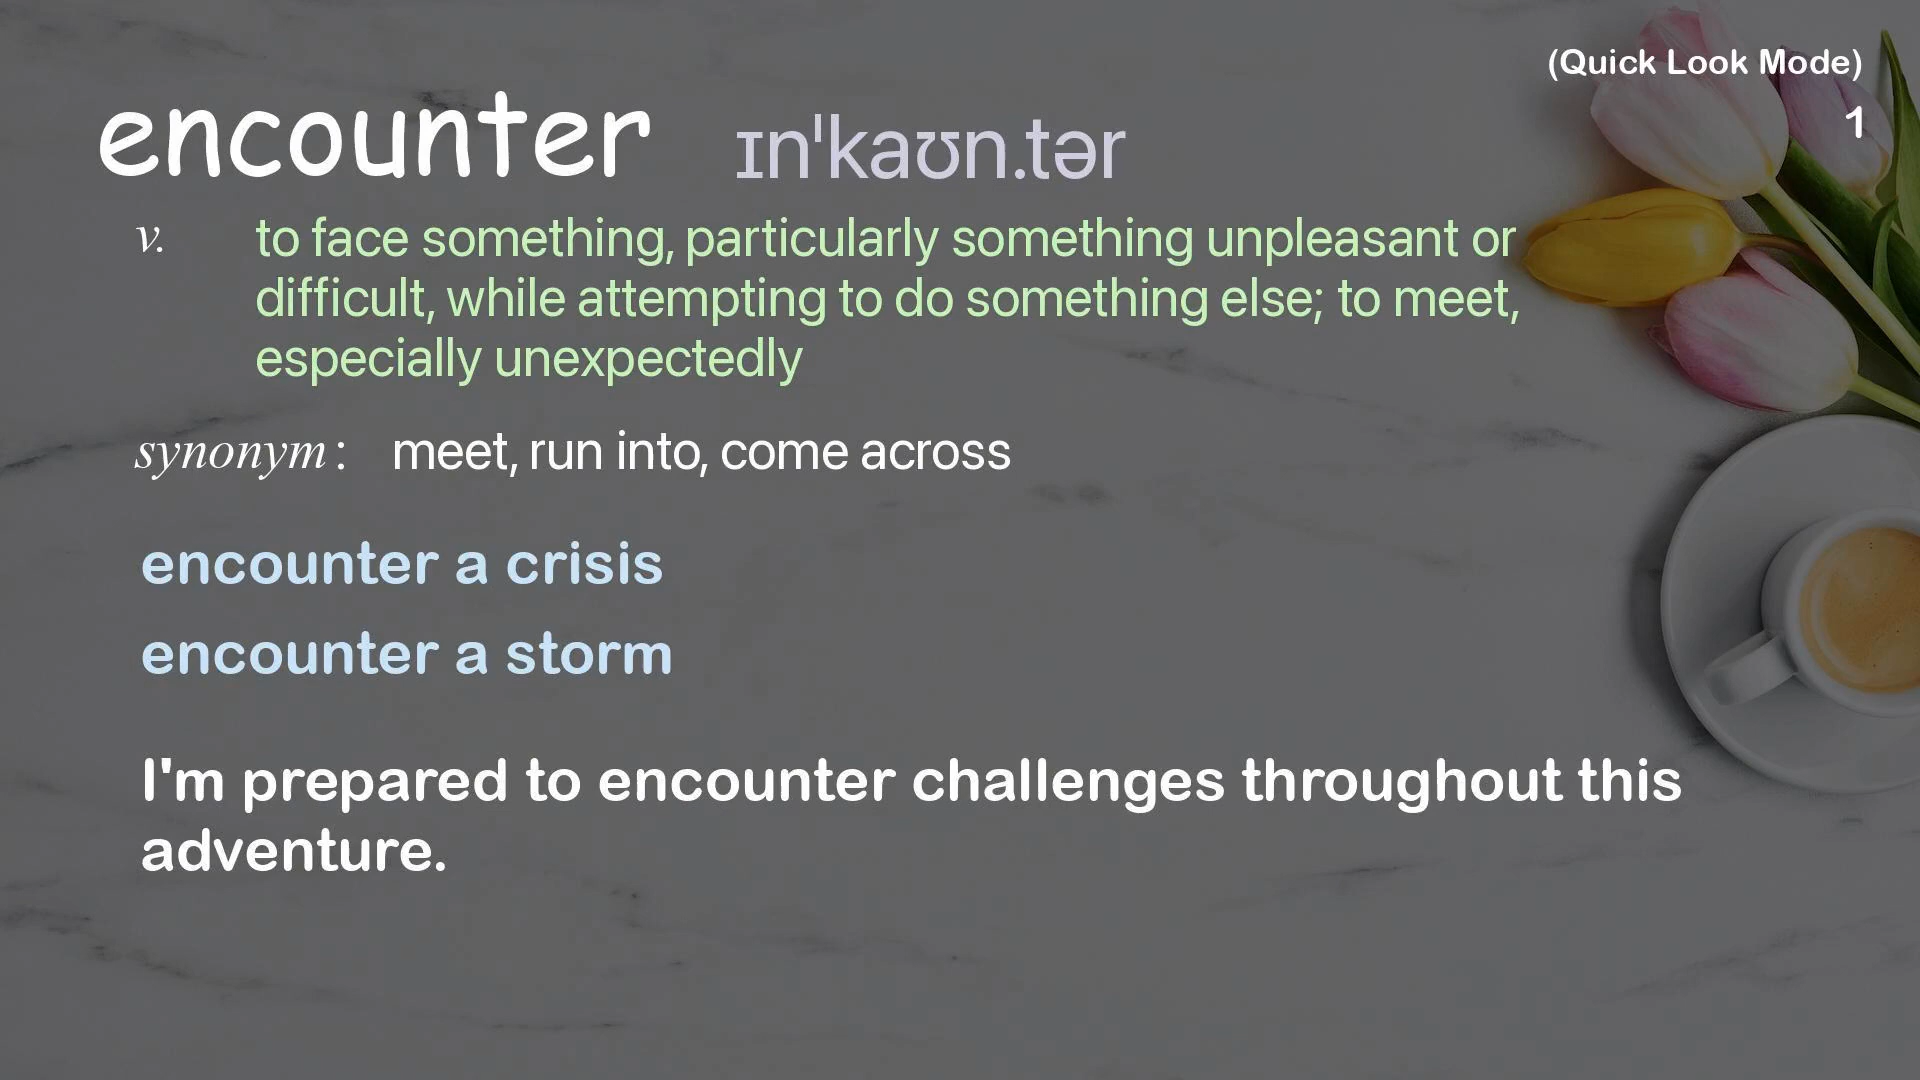 (Quick Look Mode)
1
encounter ɪnˈkaʊn.tər
v. to face something, particularly something unpleasant or
difficult, while attempting to do something else; to meet,
especially unexpectedly
synonym: meet, run into, come across
encounter a crisis
encounter a storm
I'm prepared to encounter challenges throughout this
adventure.